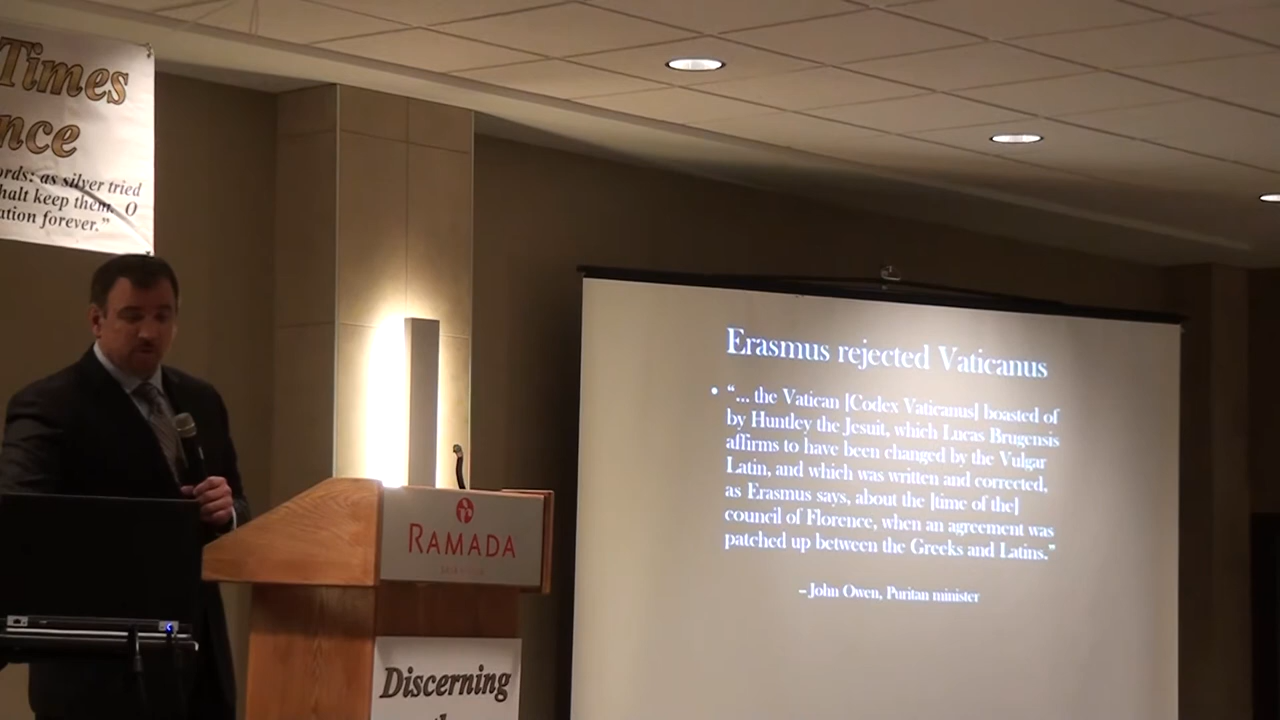 Times
nce
ords: as silver tried
halt keep them, O
ation forever.”
Erasmus rejected Vaticanus
• “... the Vatican [Codex Vaticanus] boasted of
by Huntley the Jesuit, which Lucas Brugensis
affirms to have been changed by the Vulgar
Latin, and which was written and corrected,
as Erasmus says, about the [time of the]
council of Florence, when an agreement was
patched up between the Greeks and Latins.”
– John Owen, Puritan minister
RAMADA
Discerning